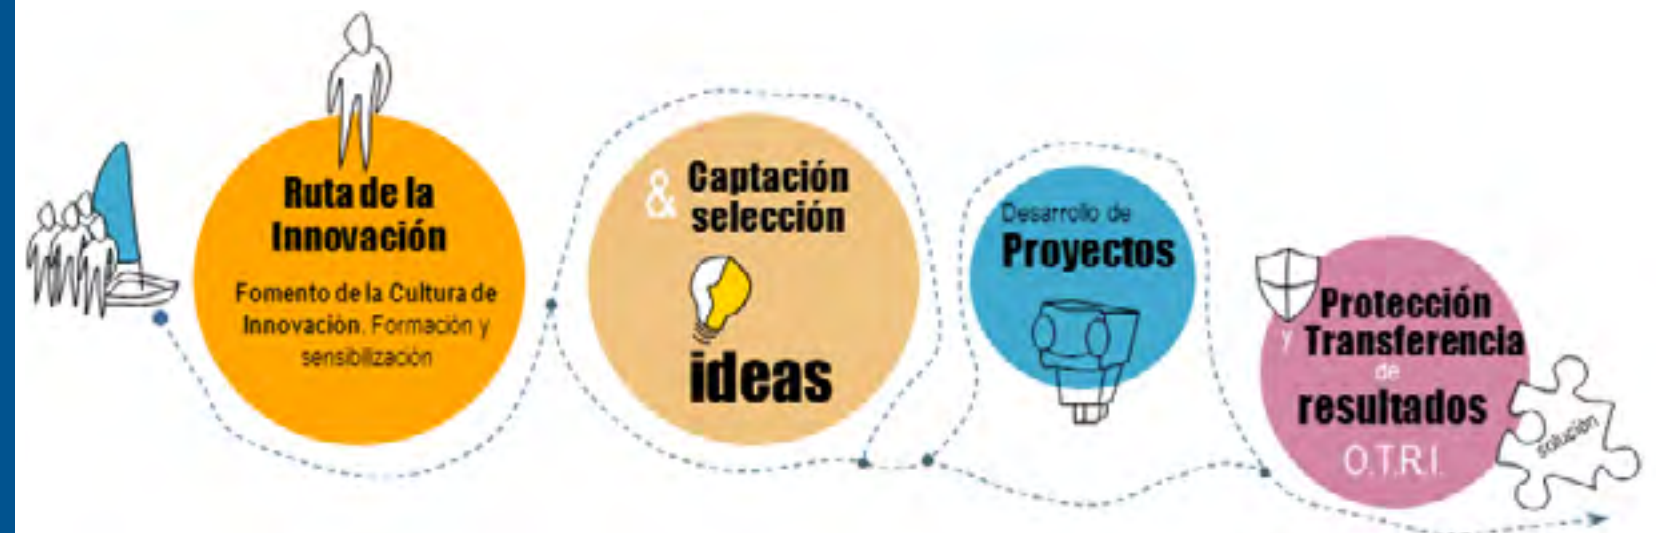 Ruta de la
Innovación
Fomento de la Cultura de
Innovación. Formación y
sensibilización
& Captación
selección
ideas
Desarrollo de
Proyectos
Protección
y Transferencia
de
resultados
O.T.R.I.
solución